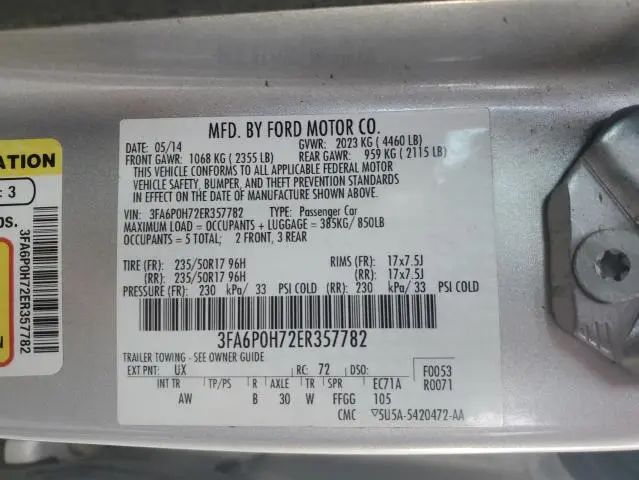 MFD. BY FORD MOTOR CO.
DATE: 05/14 GVWR: 2023 KG ( 4460 LB)
FRONT GAWR: 1068 KG ( 2355 LB) REAR GAWR: 959 KG ( 2115 LB)
THIS VEHICLE CONFORMS TO ALL APPLICABLE FEDERAL MOTOR
VEHICLE SAFETY, BUMPER, AND THEFT PREVENTION STANDARDS
IN EFFECT ON THE DATE OF MANUFACTURE SHOWN ABOVE.
VIN: 3FA6P0H72ER357782 TYPE: Passenger Car
MAXIMUM LOAD = OCCUPANTS + LUGGAGE = 385KG/ 850LB
OCCUPANTS = 5 TOTAL; 2 FRONT, 3 REAR
TIRE (FR): 235/50R17 96H RIMS (FR): 17x7.5J
(RR): 235/50R17 96H (RR): 17x7.5J
PRESSURE (FR): 230 kPa/ 33 PSI COLD (RR): 230 kPa/ 33 PSI COLD
3FA6P0H72ER357782
TRAILER TOWING - SEE OWNER GUIDE
EXT PNT: UX RC: 72 DSO: F0053
INT TR TP/PS R AXLE TR SPR EC71A R0071
AW B 30 W FFGG 105
CMC ▽5U5A-5420472-AA
ATION
: 3
bs.
3FA6P0H72ER357782
N